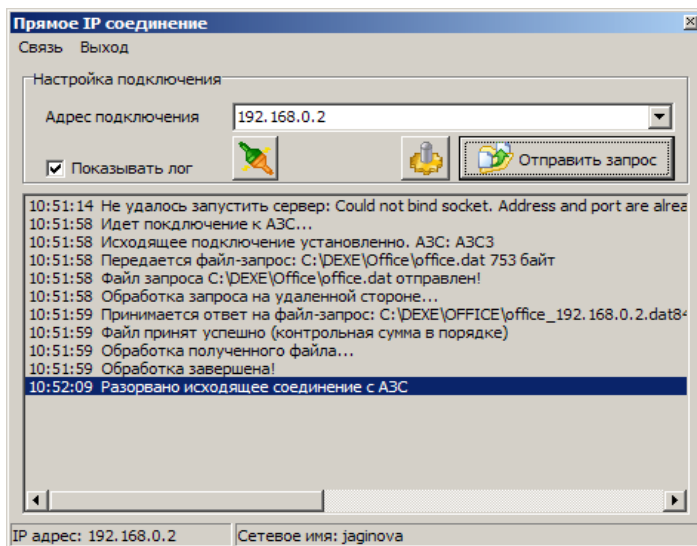 Прямое IP соединение
Связь Выход
Настройка подключения
Адрес подключения 192.168.0.2
Показывать лог Отправить запрос
10:51:14 Не удалось запустить сервер: Could not bind socket. Address and port are alrea
10:51:58 Идет покдлючение к АЗС...
10:51:58 Исходящее подключение установленно. АЗС: АЗС3
10:51:58 Передается файл-запрос: C:\DEXE\Office\office.dat 753 байт
10:51:58 Файл запроса C:\DEXE\Office\office.dat отправлен!
10:51:58 Обработка запроса на удаленной стороне...
10:51:59 Принимается ответ на файл-запрос: C:\DEXE\OFFICE\office_192.168.0.2.dat84
10:51:59 Файл принят успешно (контрольная сумма в порядке)
10:51:59 Обработка полученного файла...
10:51:59 Обработка завершена!
10:52:09 Разорвано исходящее соединение с АЗС
IP адрес: 192.168.0.2 Сетевое имя: jaginova